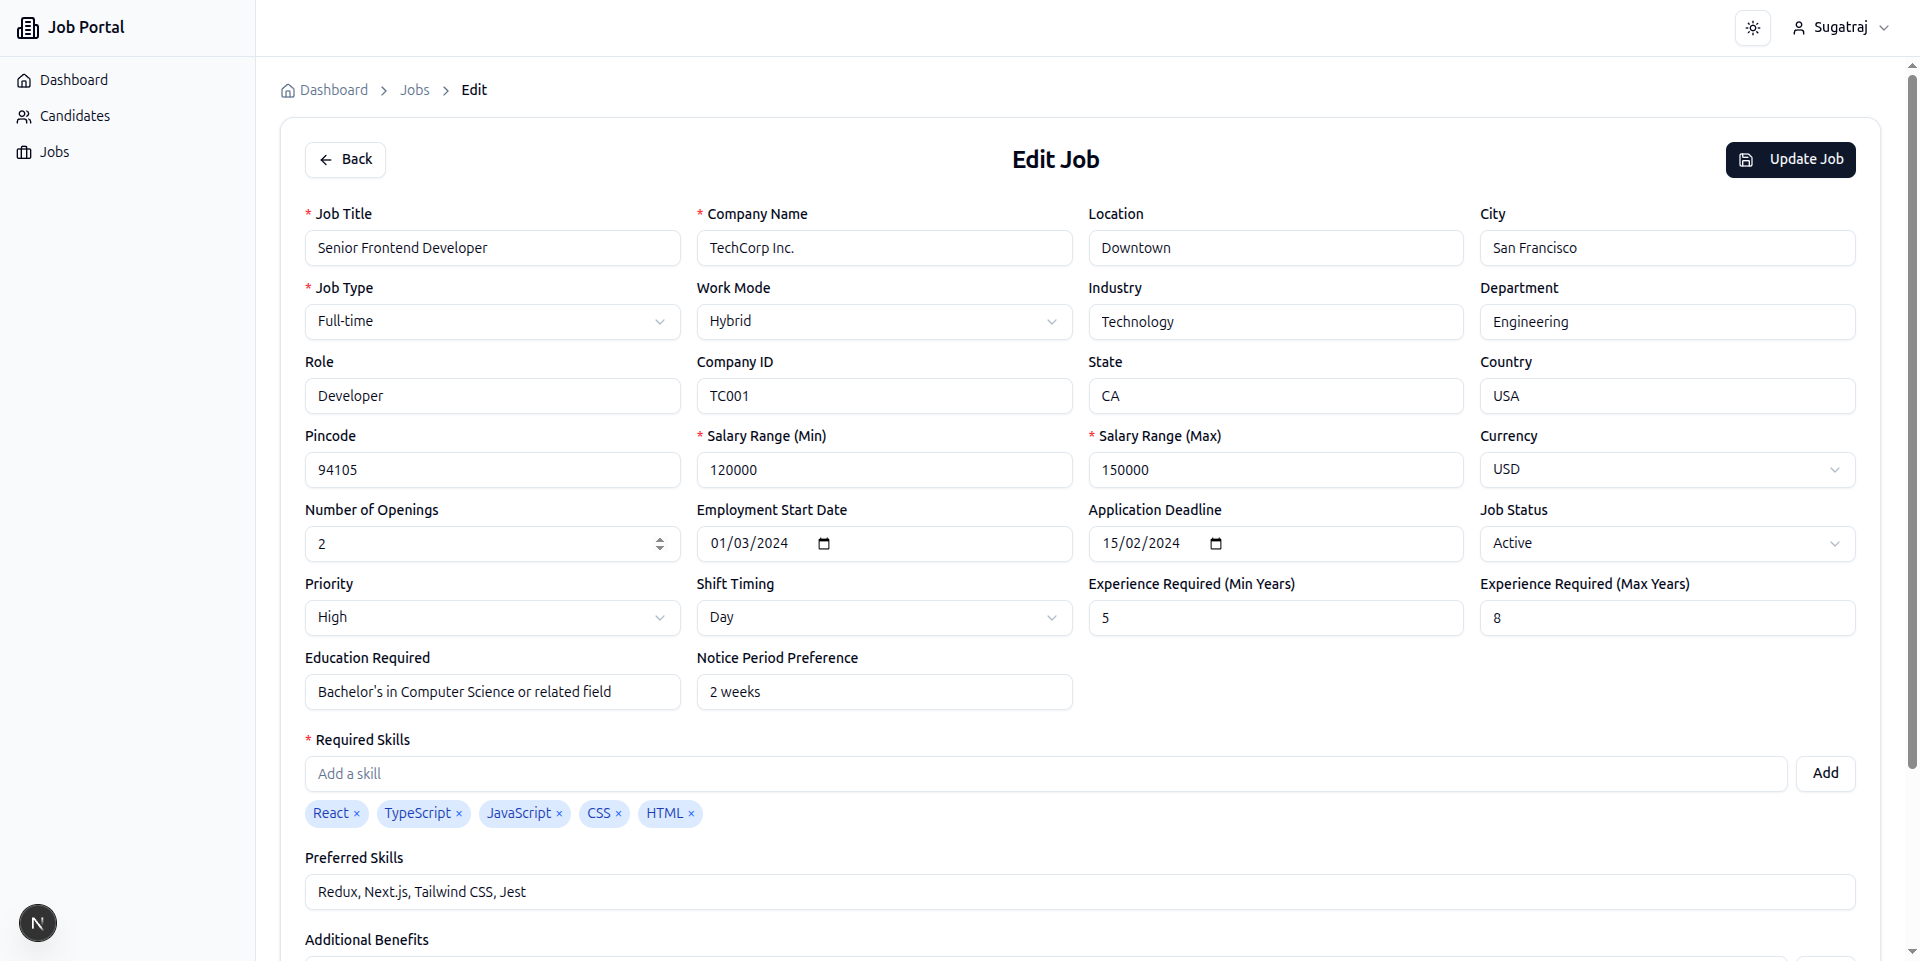 Job Portal
Sugatraj
Dashboard
Candidates
Jobs
Dashboard > Jobs > Edit
Back
Edit Job
Update Job
* Job Title
* Company Name
Location
City
Senior Frontend Developer
TechCorp Inc.
Downtown
San Francisco
* Job Type
Work Mode
Industry
Department
Full-time
Hybrid
Technology
Engineering
Role
Company ID
State
Country
Developer
TC001
CA
USA
Pincode
* Salary Range (Min)
* Salary Range (Max)
Currency
94105
120000
150000
USD
Number of Openings
Employment Start Date
Application Deadline
Job Status
2
01/03/2024
15/02/2024
Active
Priority
Shift Timing
Experience Required (Min Years)
Experience Required (Max Years)
High
Day
5
8
Education Required
Notice Period Preference
Bachelor's in Computer Science or related field
2 weeks
* Required Skills
Add a skill
Add
React × TypeScript × JavaScript × CSS × HTML ×
Preferred Skills
Redux, Next.js, Tailwind CSS, Jest
N
Additional Benefits